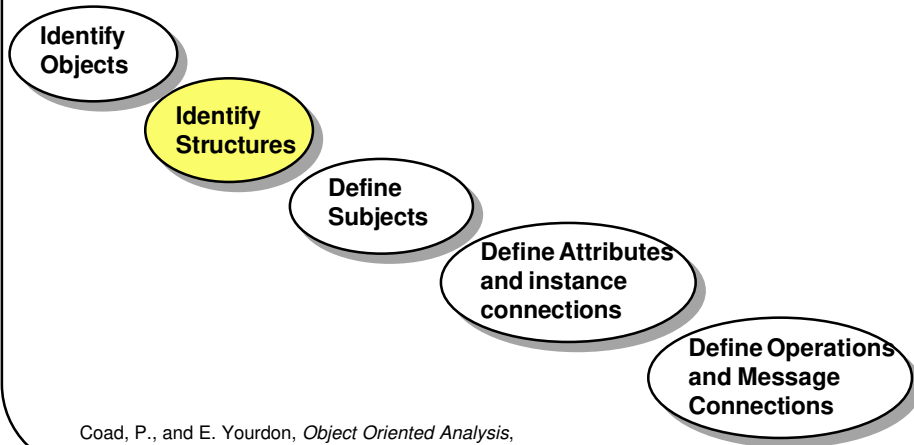 Identify
Objects
Identify
Structures
Define
Subjects
Define Attributes
and instance
connections
Define Operations
and Message
Connections
Coad, P., and E. Yourdon, Object Oriented Analysis,